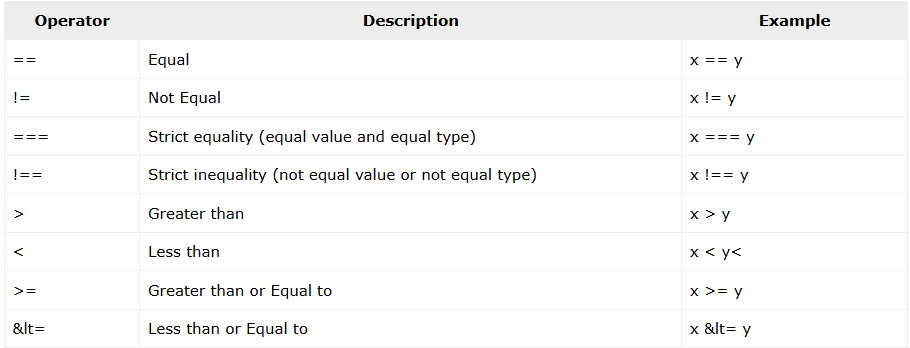 Operator Description Example
== Equal x == y
!= Not Equal x != y
=== Strict equality (equal value and equal type) x === y
!== Strict inequality (not equal value or not equal type) x !== y
> Greater than x > y
< Less than x < y<
>= Greater than or Equal to x >= y
&lt= Less than or Equal to x &lt= y